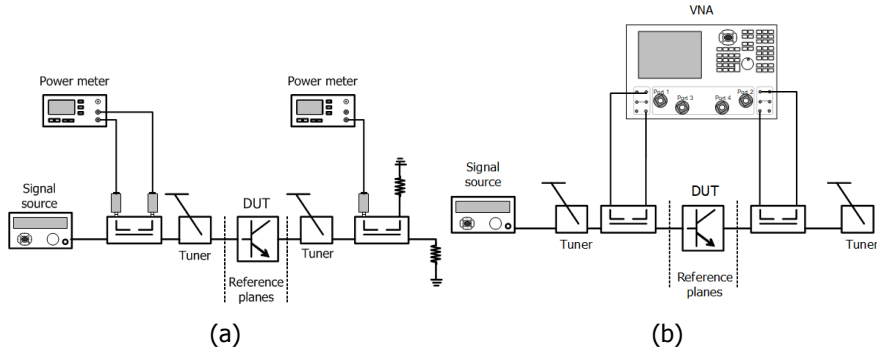 VNA
Power meter
Power meter
Port 1
Port 3
Port 4
Port 2
Signal
source
DUT
Tuner
Tuner
Reference
planes
Signal
source
DUT
Tuner
Tuner
Reference
planes
(a)
(b)